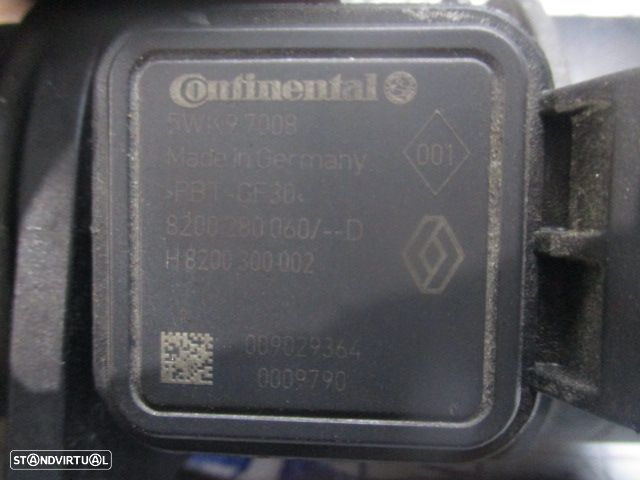 Continental
5WK9 7008
Made in Germany
001
>PBT-GF30<
8200 280 060/--D
H 8200 300 002
009029364
0009790
STANDVIRTUAL